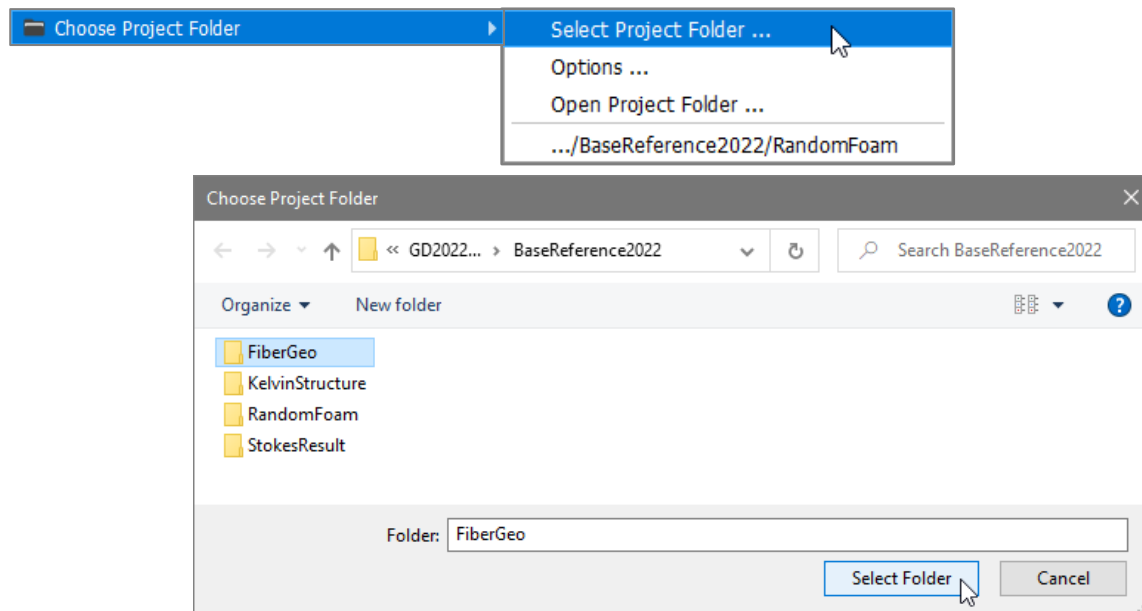 Choose Project Folder
Select Project Folder ...
Options ...
Open Project Folder ...
.../BaseReference2022/RandomFoam
Choose Project Folder
« GD2022... › BaseReference2022
Search BaseReference2022
Organize
New folder
?
FiberGeo
KelvinStructure
RandomFoam
StokesResult
Folder: FiberGeo
Select Folder
Cancel